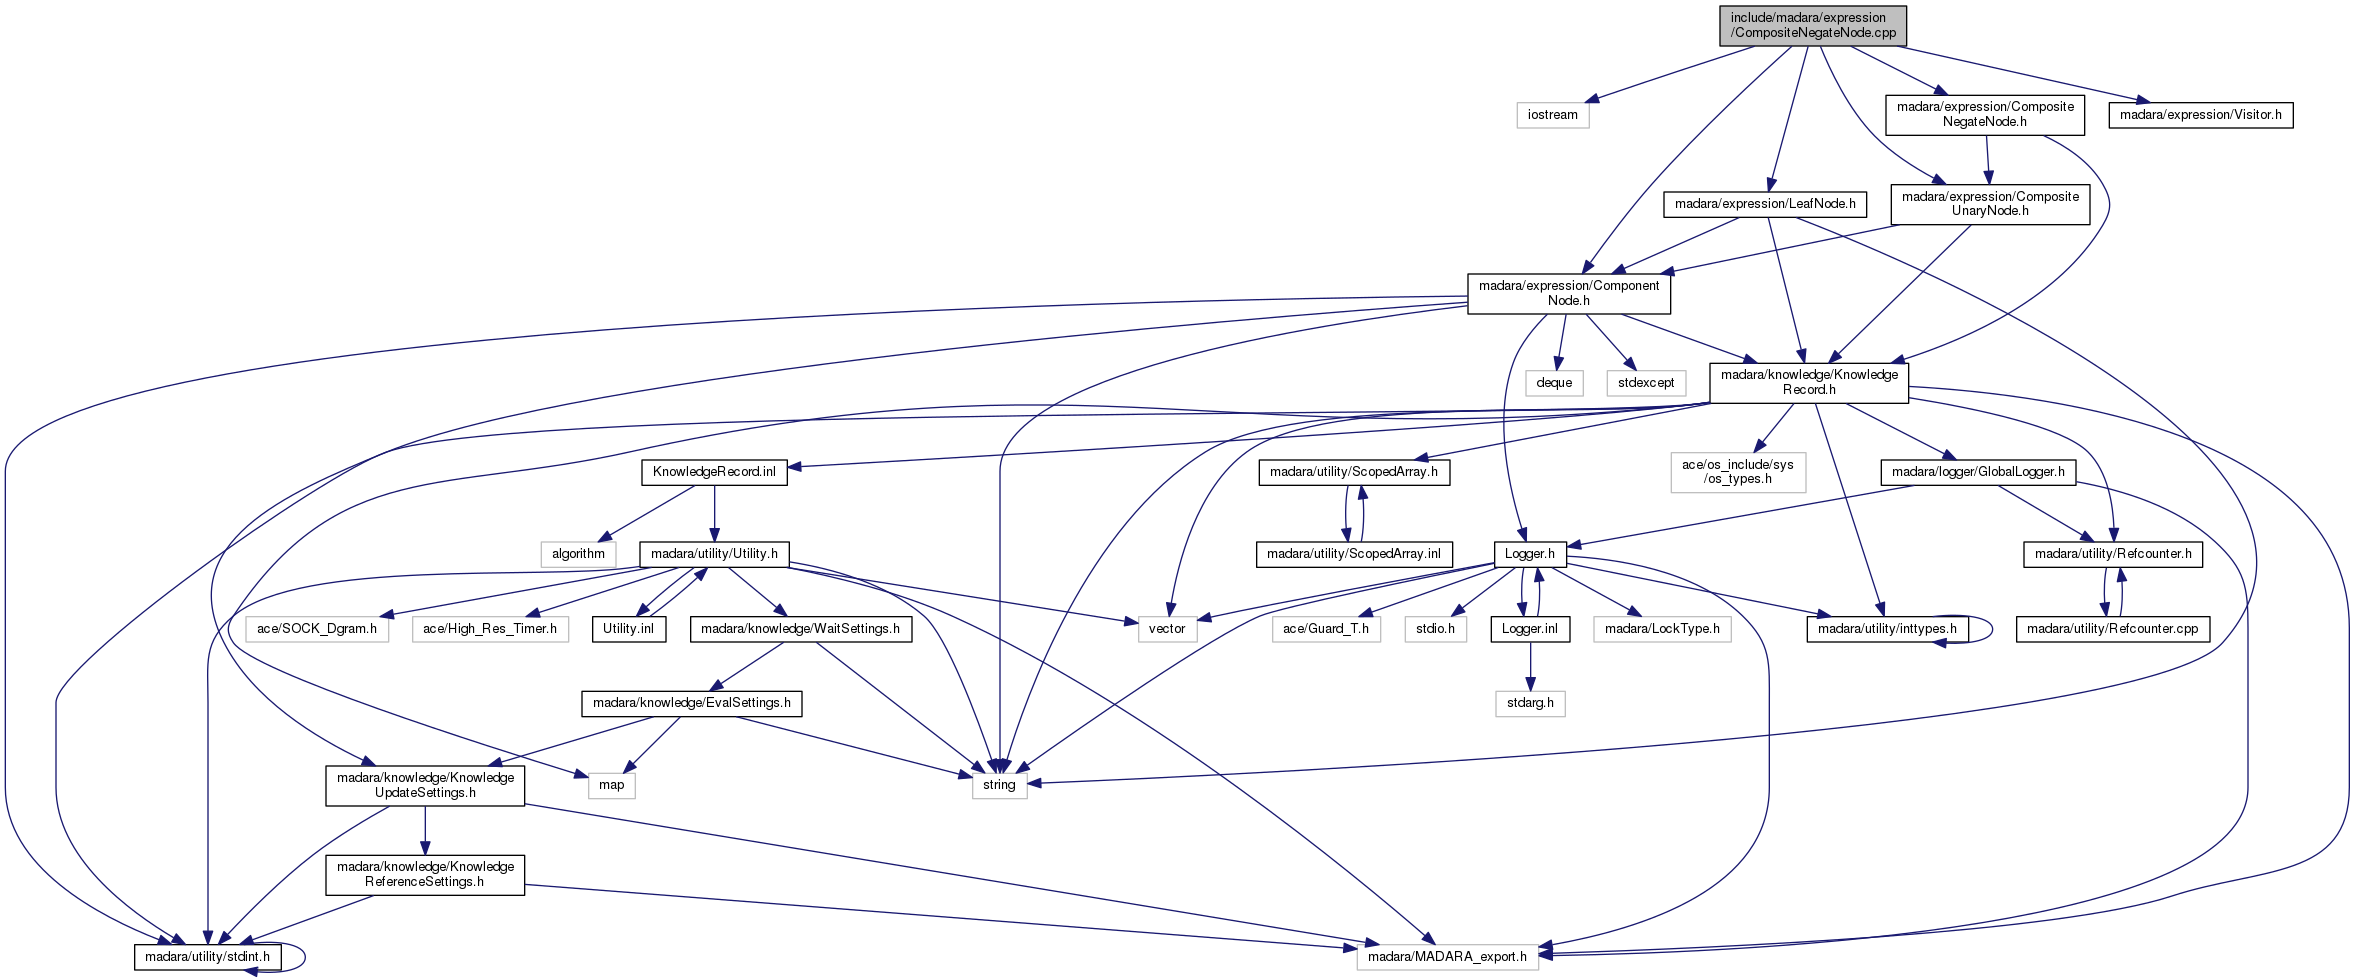 include/madara/expression
/CompositeNegateNode.cpp
iostream
madara/expression/Composite
NegateNode.h
madara/expression/Visitor.h
madara/expression/LeafNode.h
madara/expression/Composite
UnaryNode.h
madara/expression/Component
Node.h
deque
stdexcept
madara/knowledge/Knowledge
Record.h
KnowledgeRecord.inl
madara/utility/ScopedArray.h
ace/os_include/sys
/os_types.h
madara/logger/GlobalLogger.h
algorithm
madara/utility/Utility.h
madara/utility/ScopedArray.inl
Logger.h
madara/utility/Refcounter.h
ace/SOCK_Dgram.h
ace/High_Res_Timer.h
Utility.inl
madara/knowledge/WaitSettings.h
vector
ace/Guard_T.h
stdio.h
Logger.inl
madara/LockType.h
madara/utility/inttypes.h
madara/utility/Refcounter.cpp
madara/knowledge/EvalSettings.h
stdarg.h
madara/knowledge/Knowledge
UpdateSettings.h
map
string
madara/knowledge/Knowledge
ReferenceSettings.h
madara/utility/stdint.h
madara/MADARA_export.h